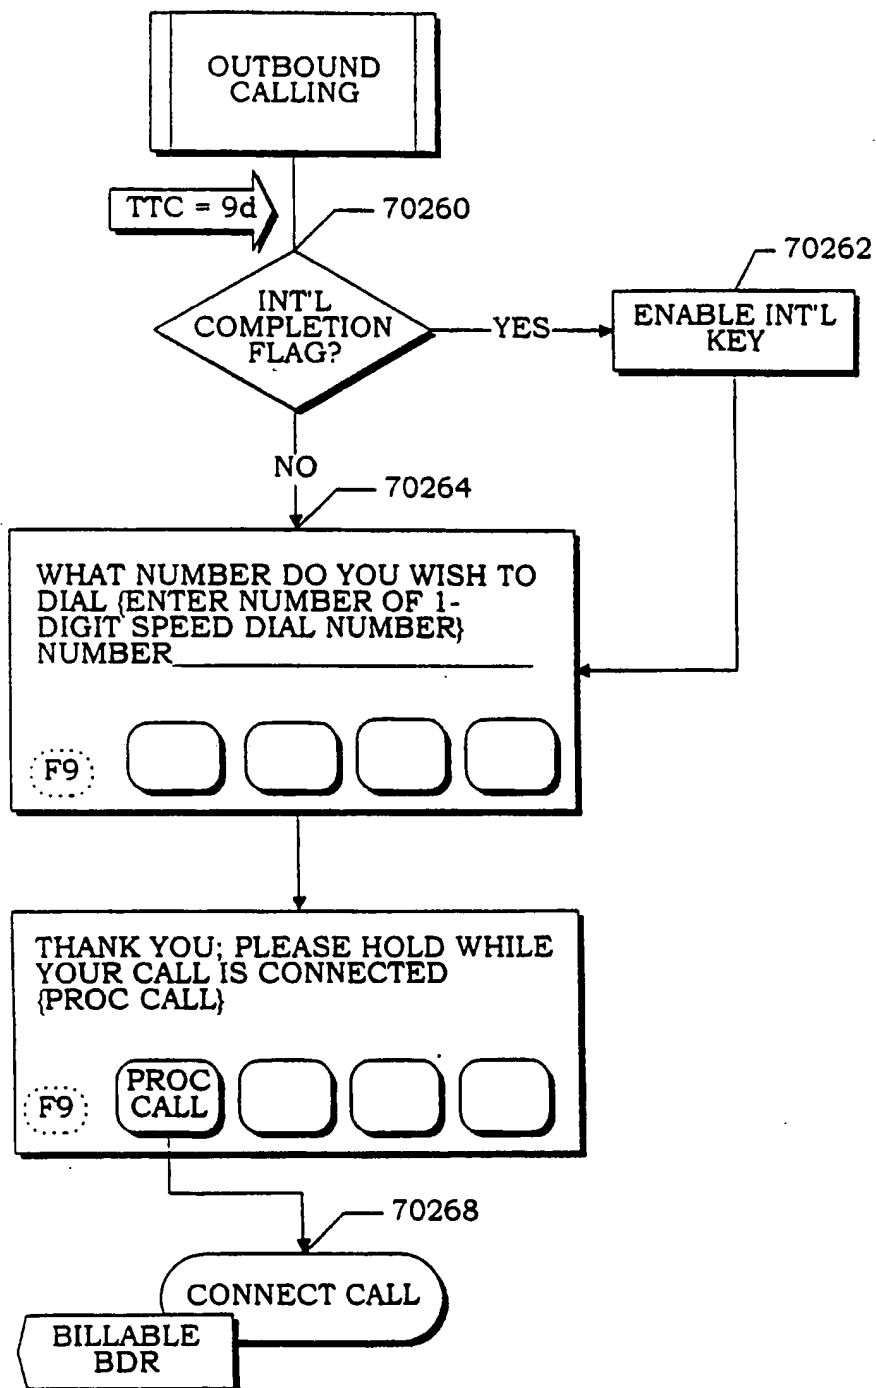 OUTBOUND
CALLING
TTC = 9d
70260
70262
INT'L
COMPLETION
FLAG?
YES
ENABLE INT'L
KEY
NO
70264
WHAT NUMBER DO YOU WISH TO
DIAL {ENTER NUMBER OF 1-
DIGIT SPEED DIAL NUMBER}
NUMBER
F9
THANK YOU; PLEASE HOLD WHILE
YOUR CALL IS CONNECTED
{PROC CALL}
F9
PROC
CALL
70268
CONNECT CALL
BILLABLE
BDR